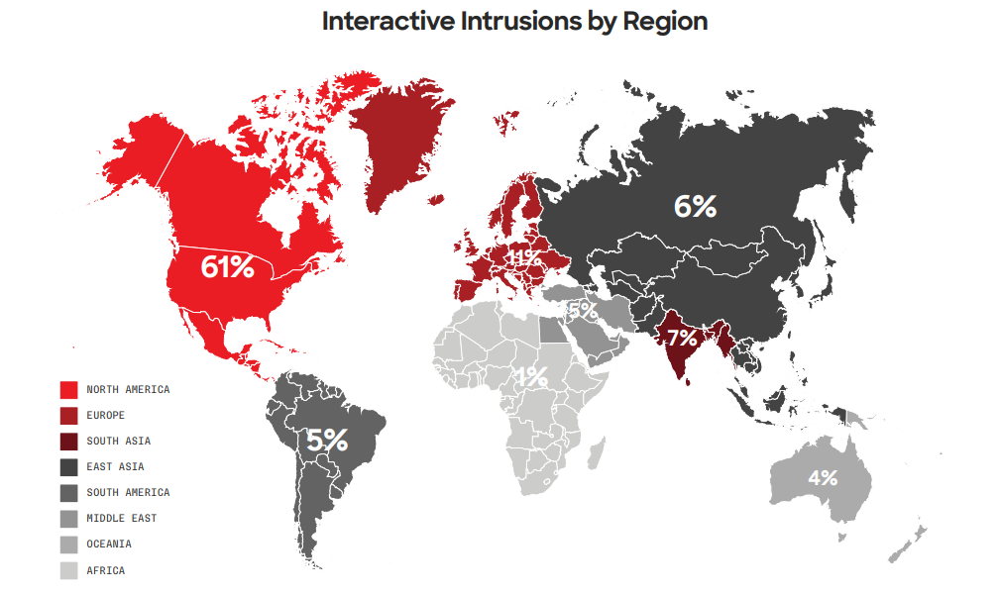 Interactive Intrusions by Region
6%
11%
61%
5%
7%
1%
5%
4%
NORTH AMERICA
EUROPE
SOUTH ASIA
EAST ASIA
SOUTH AMERICA
MIDDLE EAST
OCEANIA
AFRICA